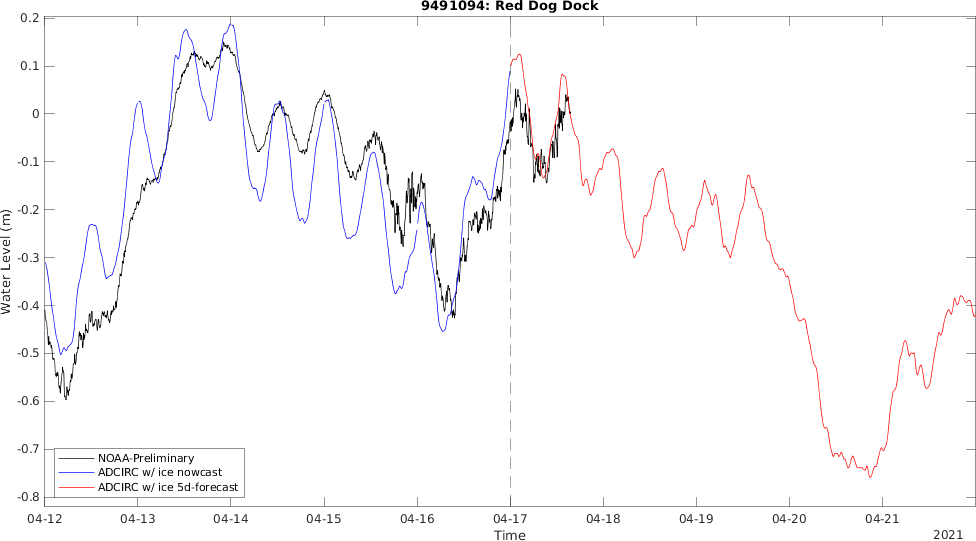 9491094: Red Dog Dock
0.2
0.1
0
-0.1
-0.2
-0.3
-0.4
-0.5
-0.6
-0.7
-0.8
Water Level (m)
NOAA-Preliminary
ADCIRC w/ ice nowcast
ADCIRC w/ ice 5d-forecast
04-12 04-13 04-14 04-15 04-16 04-17 04-18 04-19 04-20 04-21
Time
2021